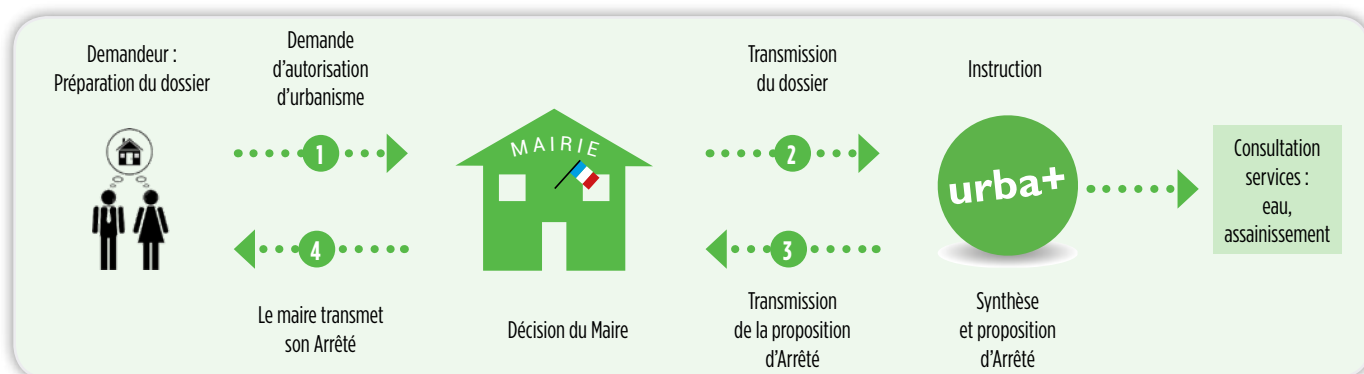 Demandeur :
Préparation du dossier
Demande
d'autorisation
d'urbanisme
1
MAIRIE
Transmission
du dossier
2
Instruction
urba+
Consultation
services :
eau,
assainissement
4
Le maire transmet
son Arrêté
Décision du Maire
3
Transmission
de la proposition
d'Arrêté
Synthèse
et proposition
d'Arrêté